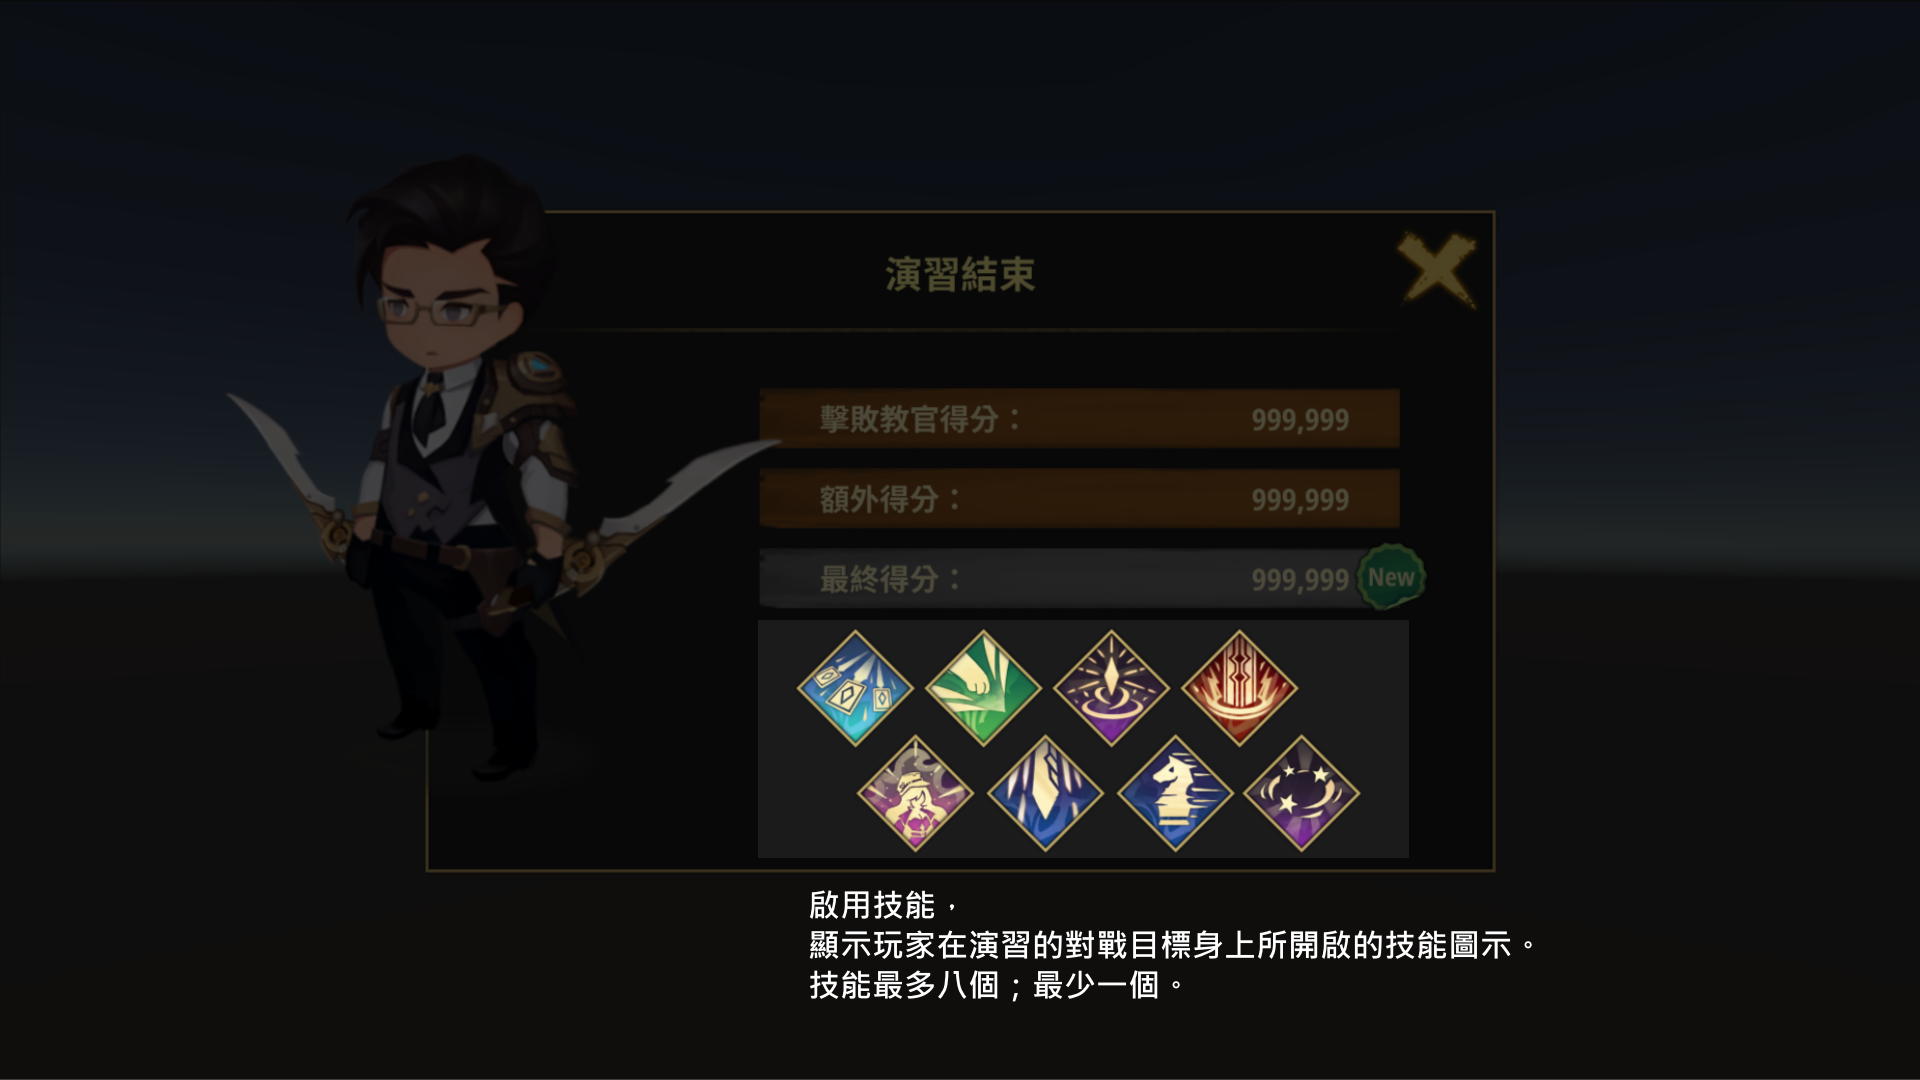 演習結束
擊敗教官得分：
999,999
額外得分：
999,999
最終得分：
999,999
New
啟用技能，
顯示玩家在演習的對戰目標身上所開啟的技能圖示。
技能最多八個；最少一個。